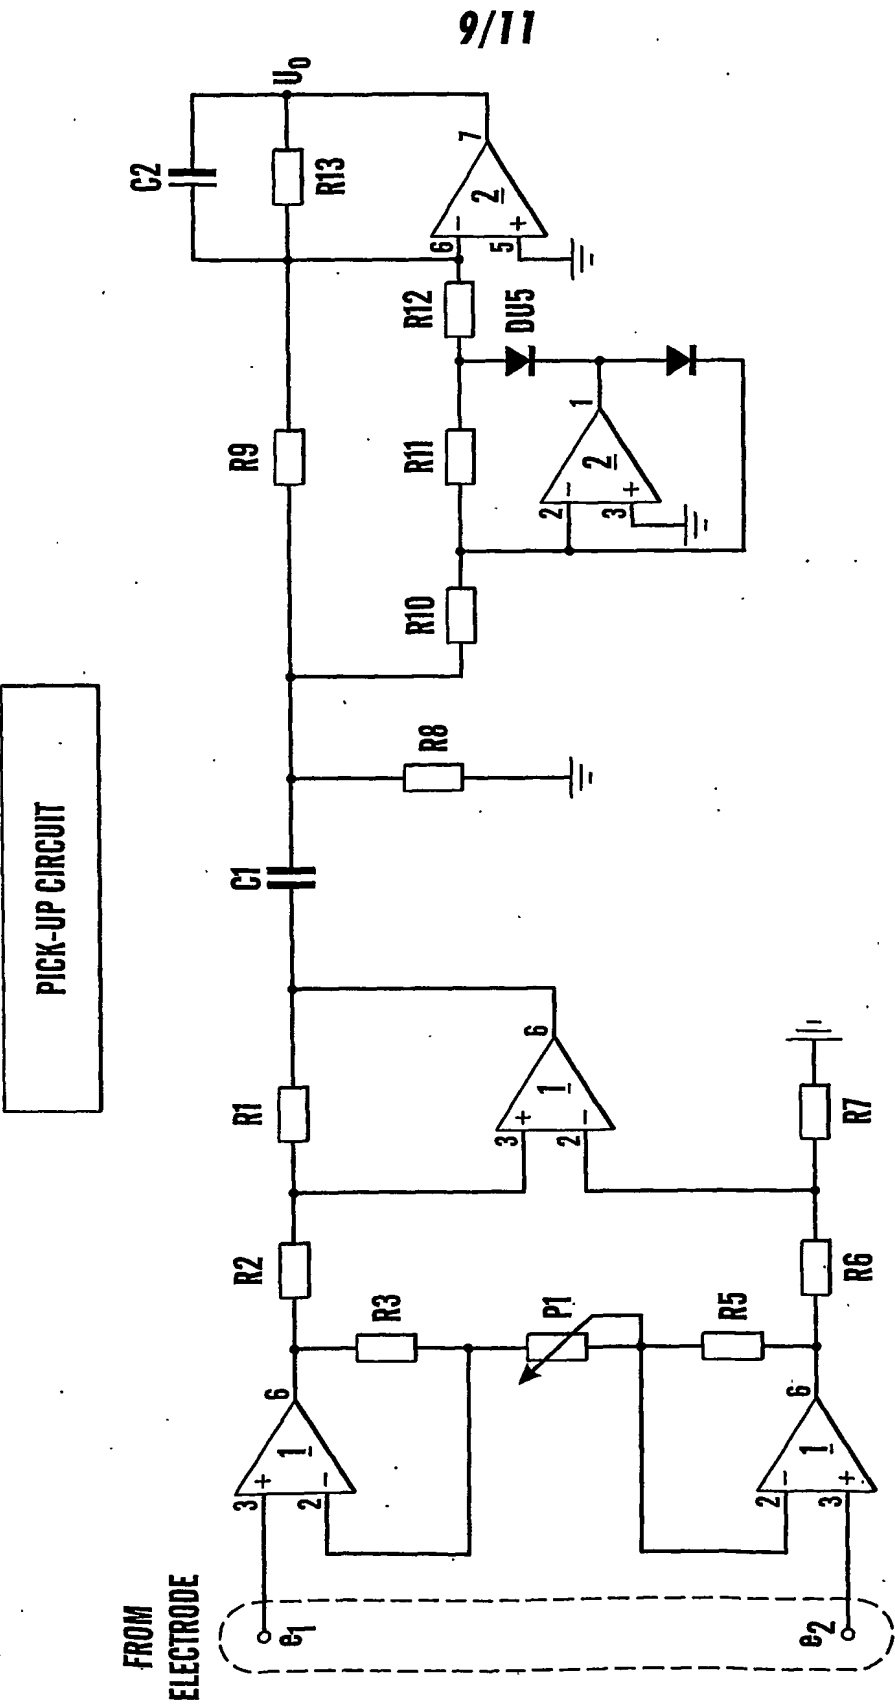 9/11
PICK-UP CIRCUIT
FROM
ELECTRODE
e1
e2
3
+
2
−
1
6
2
−
3
+
1
6
R3
P1
R5
R2
R6
R1
R7
3
+
2
−
1
6
C1
R8
R9
R10
R11
R12
2
−
3
+
2
1
DU5
6
−
5
+
2
7
C2
R13
U0